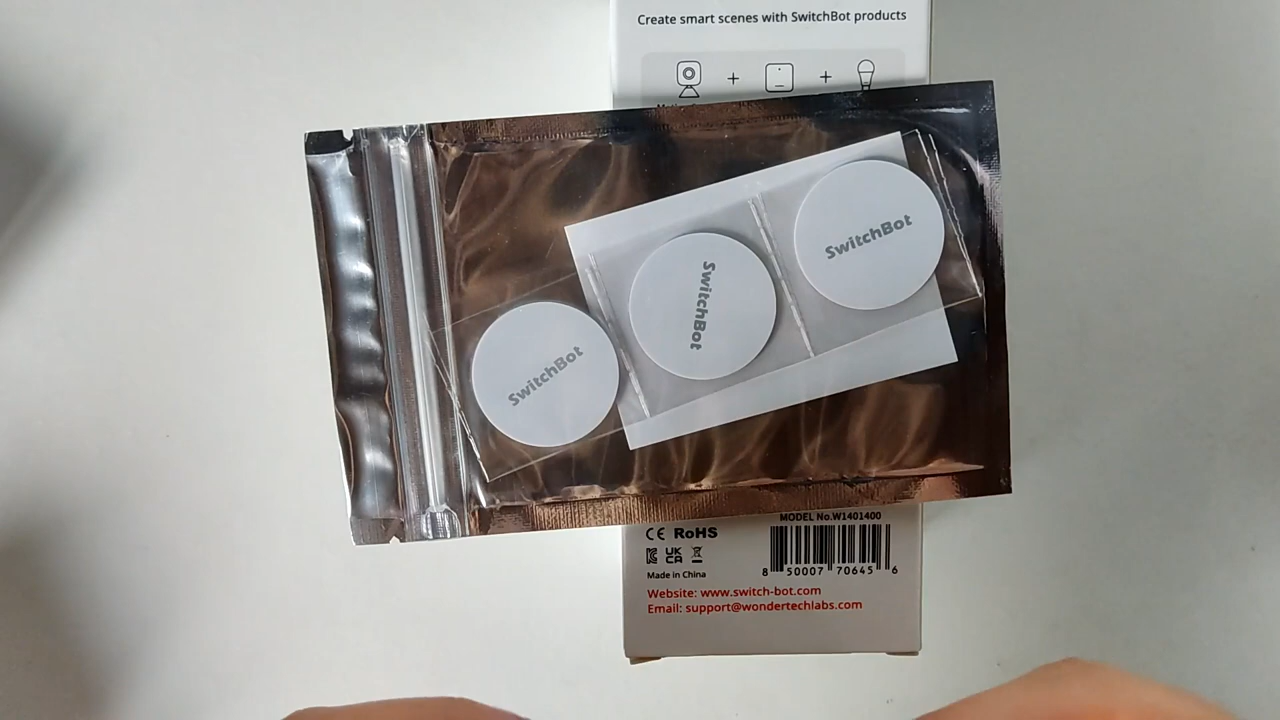 Create smart scenes with SwitchBot products
+ +
SwitchBot
SwitchBot
SwitchBot
MODEL No.W1401400
CE RoHS
UK
CA
8 50007 70645 6
Made in China
Website: www.switch-bot.com
Email: support@wondertechlabs.com